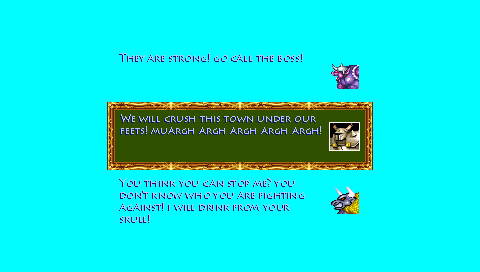 They are strong! go call the boss!
We will crush this town under our
feets! Muargh argh argh argh argh!
You think you can stop me? you
don't know who you are fighting
against! I will drink from your
skull!